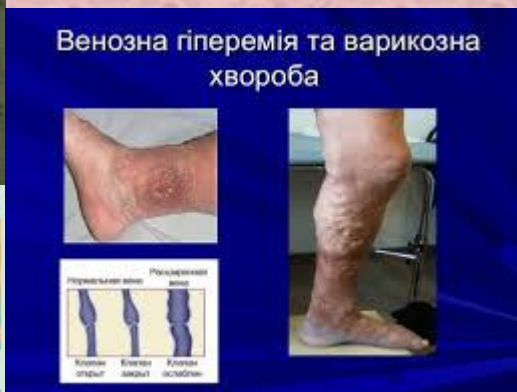 Венозна гіперемія та варикозна
хвороба
Нормальная вена
Расширенная
вена
Клапан
открыт
Клапан
закрыт
Клапан
ослаблен